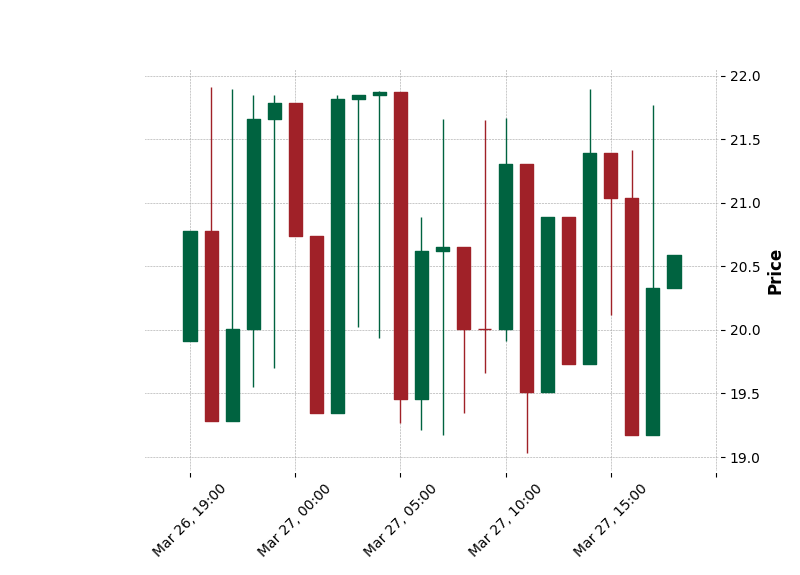 22.0
21.5
21.0
20.5
20.0
19.5
19.0
Price
Mar 26, 19:00
Mar 27, 00:00
Mar 27, 05:00
Mar 27, 10:00
Mar 27, 15:00